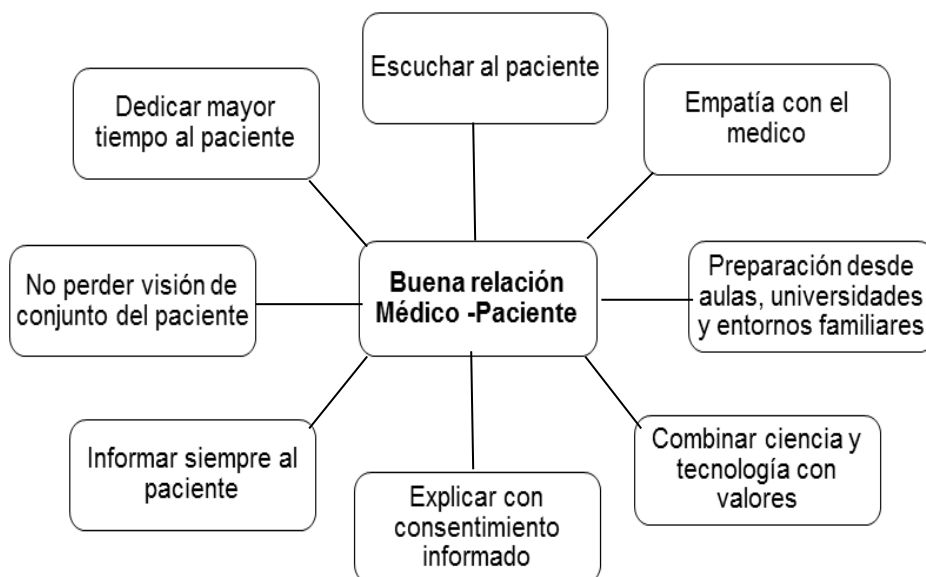 Escuchar al paciente
Dedicar mayor
tiempo al paciente
Empatía con el
medico
No perder visión de
conjunto del paciente
Buena relación
Médico -Paciente
Preparación desde
aulas, universidades
y entornos familiares
Informar siempre al
paciente
Explicar con
consentimiento
informado
Combinar ciencia y
tecnología con
valores